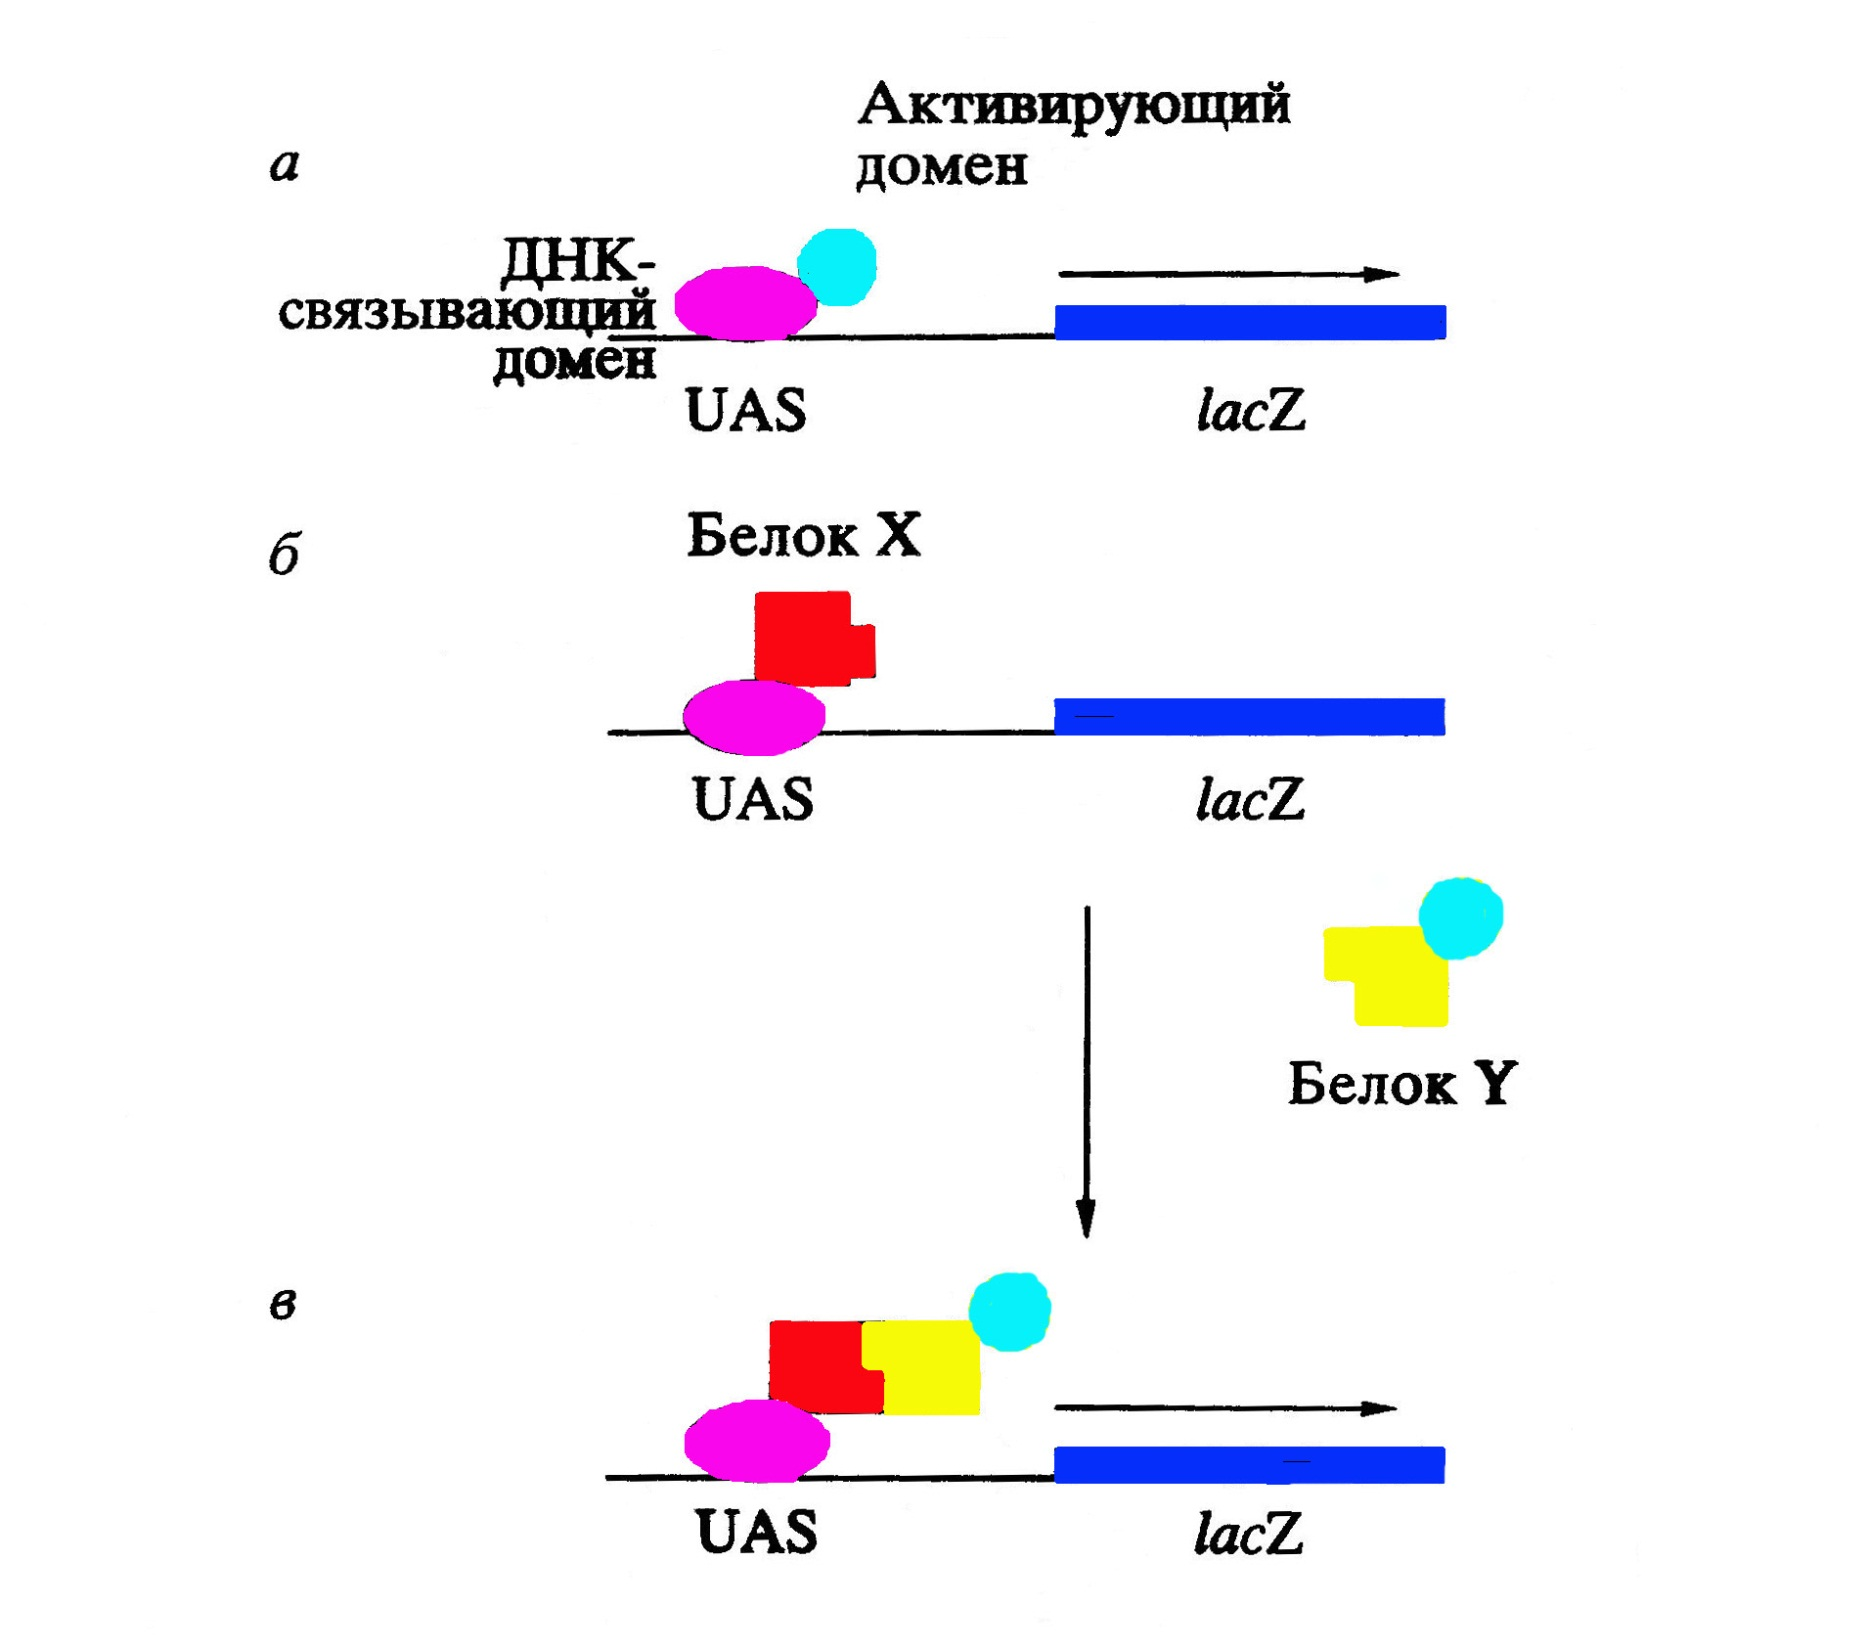 Активирующий
домен
а
ДНК-
связывающий
домен
UAS
lacZ
Белок X
б
UAS
lacZ
Белок Y
в
UAS
lacZ